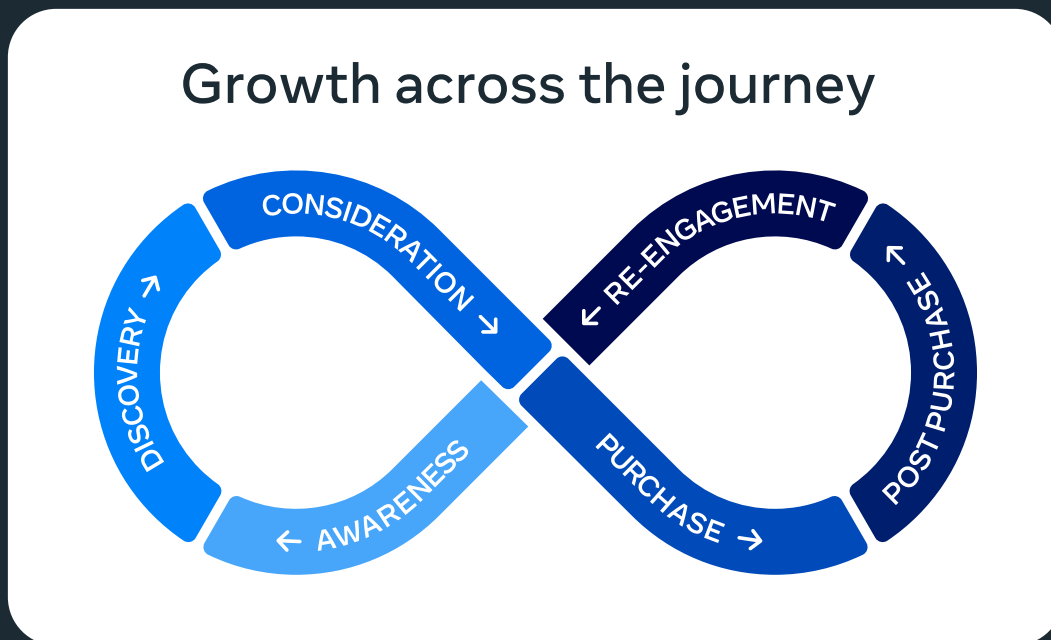 Growth across the journey
CONSIDERATION →
← RE-ENGAGEMENT
DISCOVERY →
POST PURCHASE →
← AWARENESS
PURCHASE →